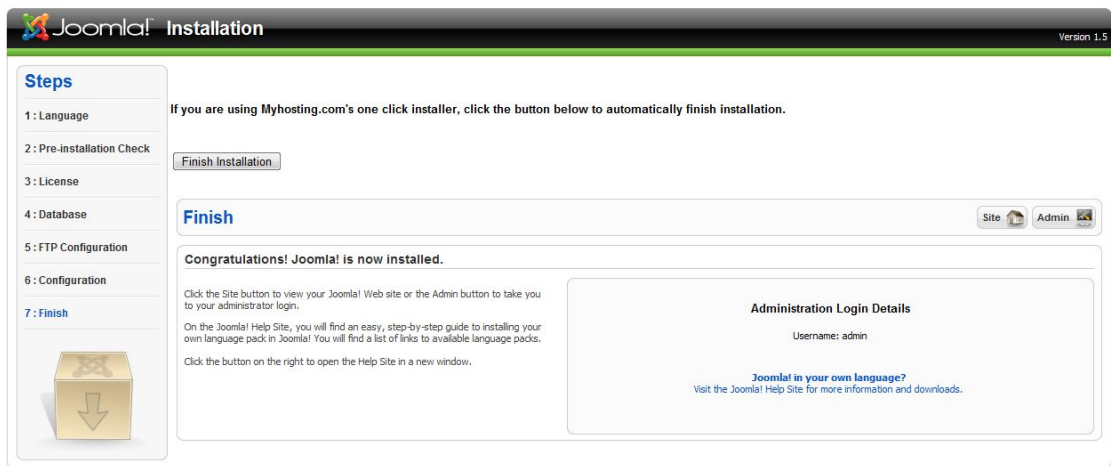 Joomla! Installation
Version 1.5
Steps
1 : Language
2 : Pre-installation Check
3 : License
4 : Database
5 : FTP Configuration
6 : Configuration
7 : Finish
If you are using Myhosting.com's one click installer, click the button below to automatically finish installation.
Finish Installation
Finish
Site
Admin
Congratulations! Joomla! is now installed.
Click the Site button to view your Joomla! Web site or the Admin button to take you
to your administrator login.
On the Joomla! Help Site, you will find an easy, step-by-step guide to installing your
own language pack in Joomla! You will find a list of links to available language packs.
Click the button on the right to open the Help Site in a new window.
Administration Login Details
Username: admin
Joomla! in your own language?
Visit the Joomla! Help Site for more information and downloads.